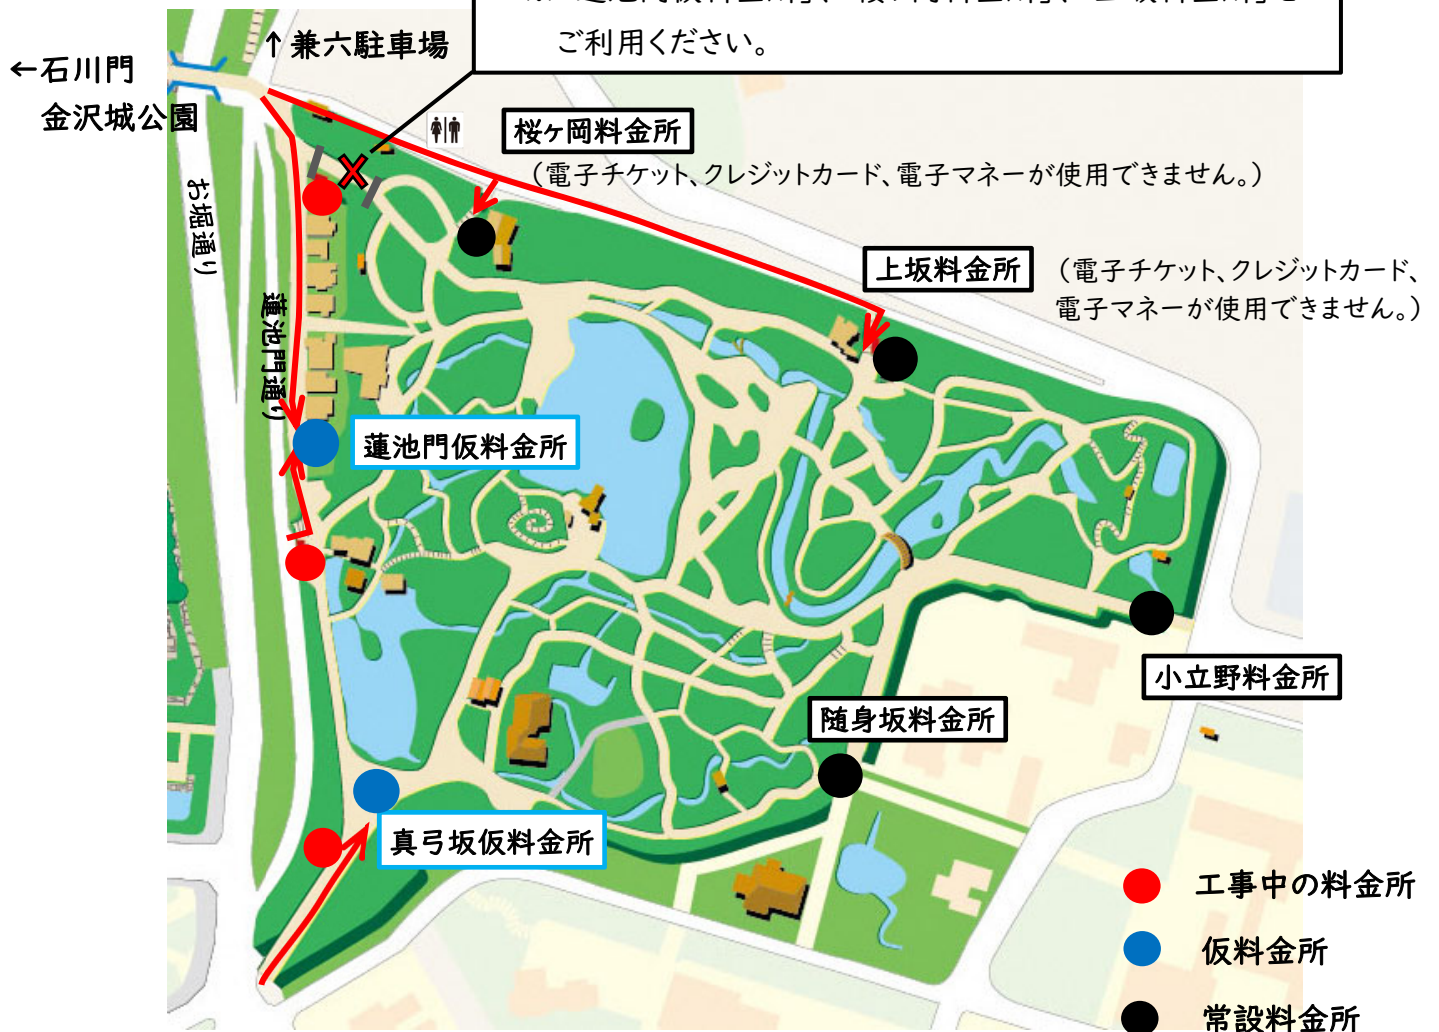 ご利用ください。
↑兼六駐車場
←石川門
金沢城公園
桜ヶ岡料金所
（電子チケット、クレジットカード、電子マネーが使用できません。）
お堀通り
上坂料金所
（電子チケット、クレジットカード、
電子マネーが使用できません。）
蓮池門通り
蓮池門仮料金所
小立野料金所
随身坂料金所
真弓坂仮料金所
工事中の料金所
仮料金所
常設料金所